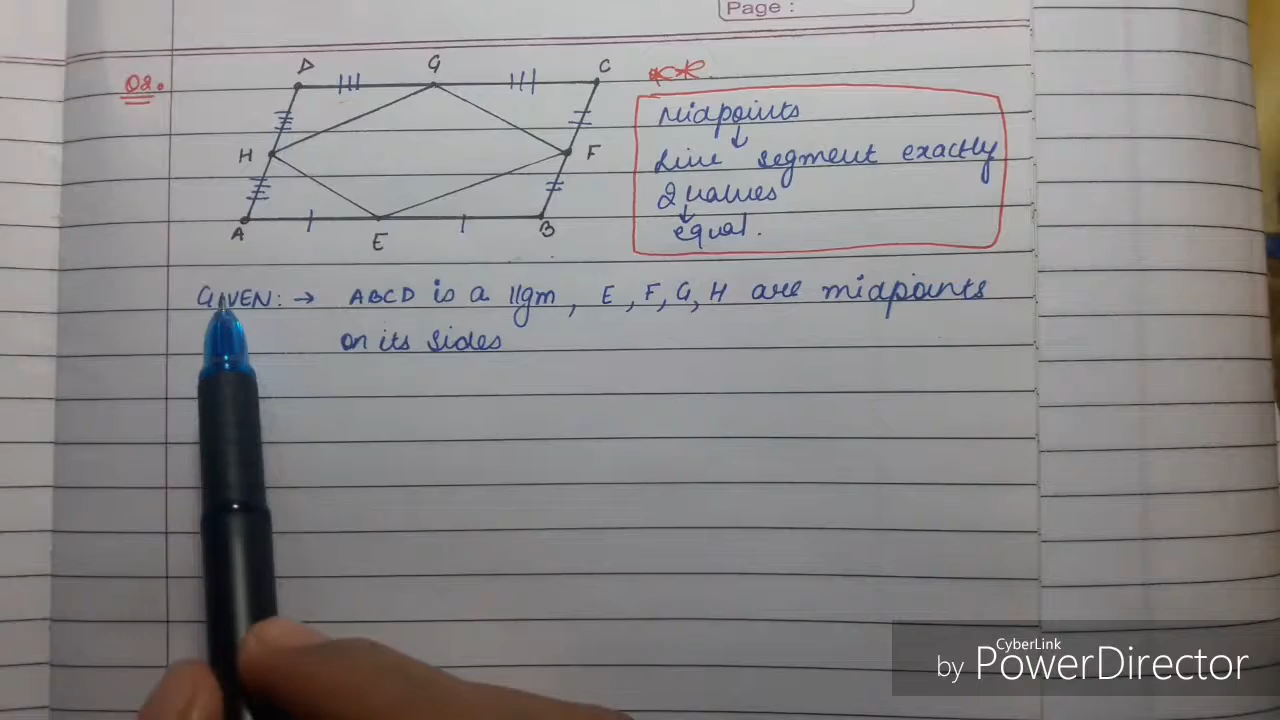 Page :
Q2.
D G C
H F
A E B
midpoints
↓
Line segment exactly
2 values
↓
equal.
GIVEN: → ABCD is a llgm, E, F, G, H are midpoints
on its sides
CyberLink
by PowerDirector